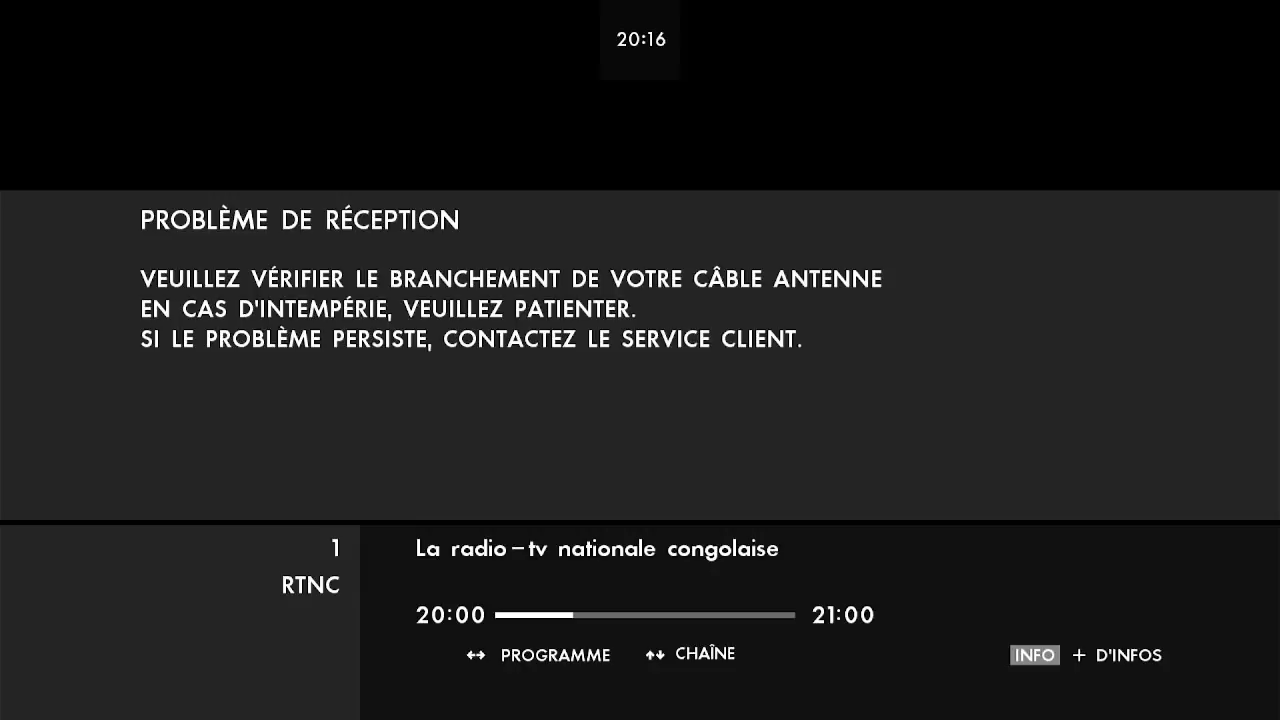 20:16
PROBLÈME DE RÉCEPTION
VEUILLEZ VÉRIFIER LE BRANCHEMENT DE VOTRE CÂBLE ANTENNE
EN CAS D'INTEMPÉRIE, VEUILLEZ PATIENTER.
SI LE PROBLÈME PERSISTE, CONTACTEZ LE SERVICE CLIENT.
1
RTNC
La radio-tv nationale congolaise
20:00 21:00
↔ PROGRAMME ↑↓ CHAÎNE INFO + D'INFOS